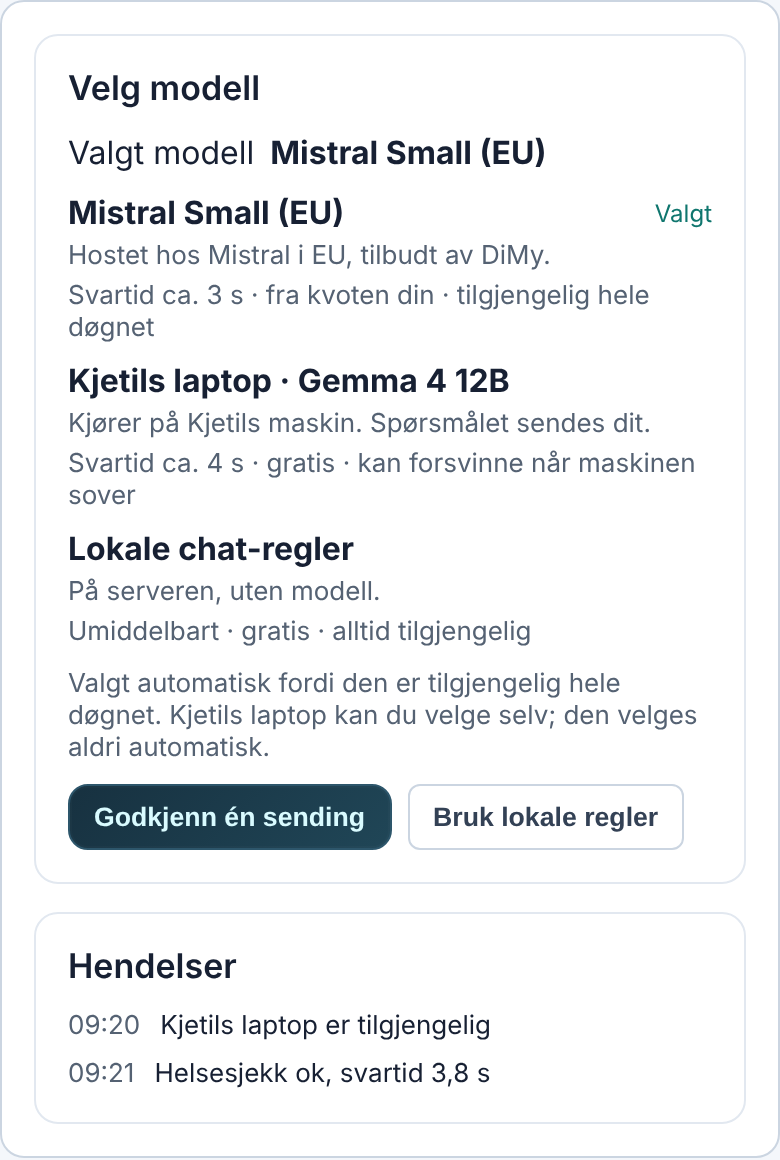 Velg modell
Valgt modell Mistral Small (EU)
Mistral Small (EU) Valgt
Hostet hos Mistral i EU, tilbudt av DiMy.
Svartid ca. 3 s · fra kvoten din · tilgjengelig hele
døgnet
Kjetils laptop · Gemma 4 12B
Kjører på Kjetils maskin. Spørsmålet sendes dit.
Svartid ca. 4 s · gratis · kan forsvinne når maskinen
sover
Lokale chat-regler
På serveren, uten modell.
Umiddelbart · gratis · alltid tilgjengelig
Valgt automatisk fordi den er tilgjengelig hele
døgnet. Kjetils laptop kan du velge selv; den velges
aldri automatisk.
Godkjenn én sending Bruk lokale regler
Hendelser
09:20 Kjetils laptop er tilgjengelig
09:21 Helsesjekk ok, svartid 3,8 s